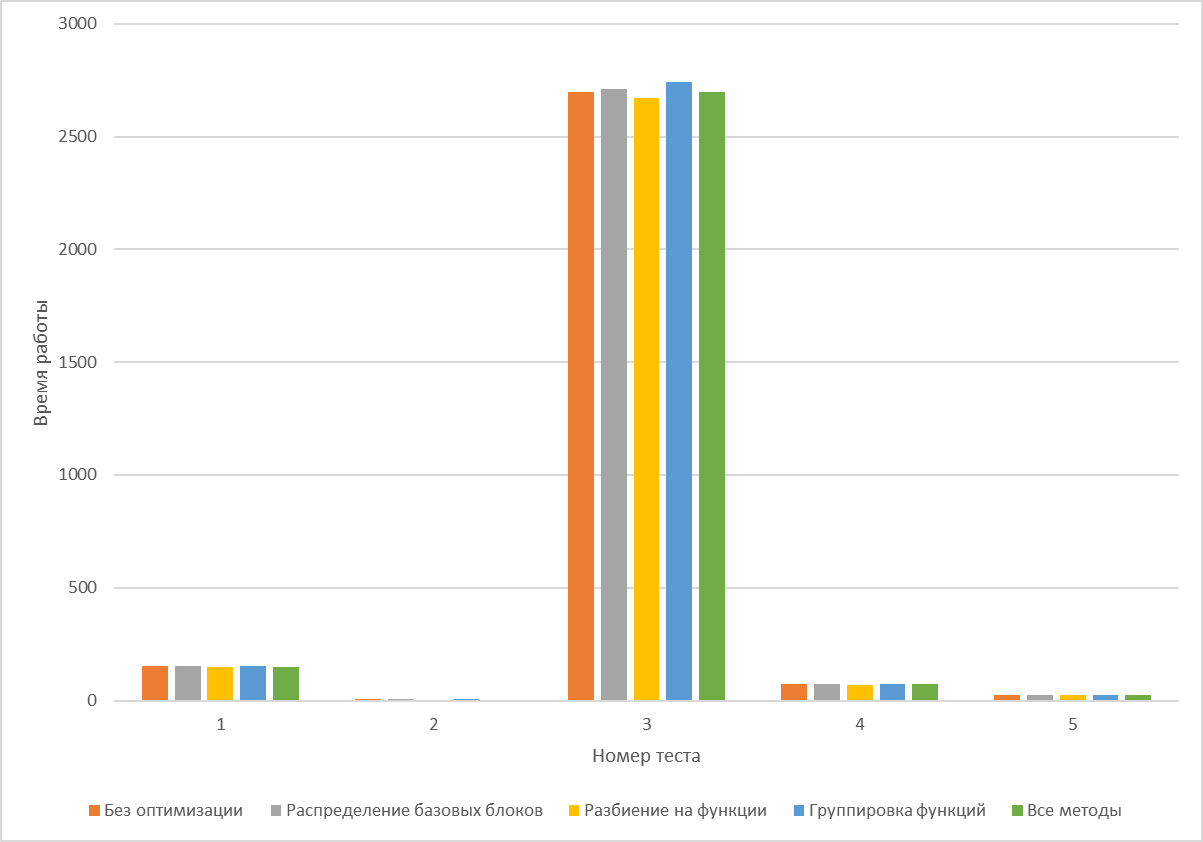 3000
2500
2000
1500
1000
500
0
Время работы
1 2 3 4 5
Номер теста
Без оптимизации Распределение базовых блоков Разбиение на функции Группировка функций Все методы